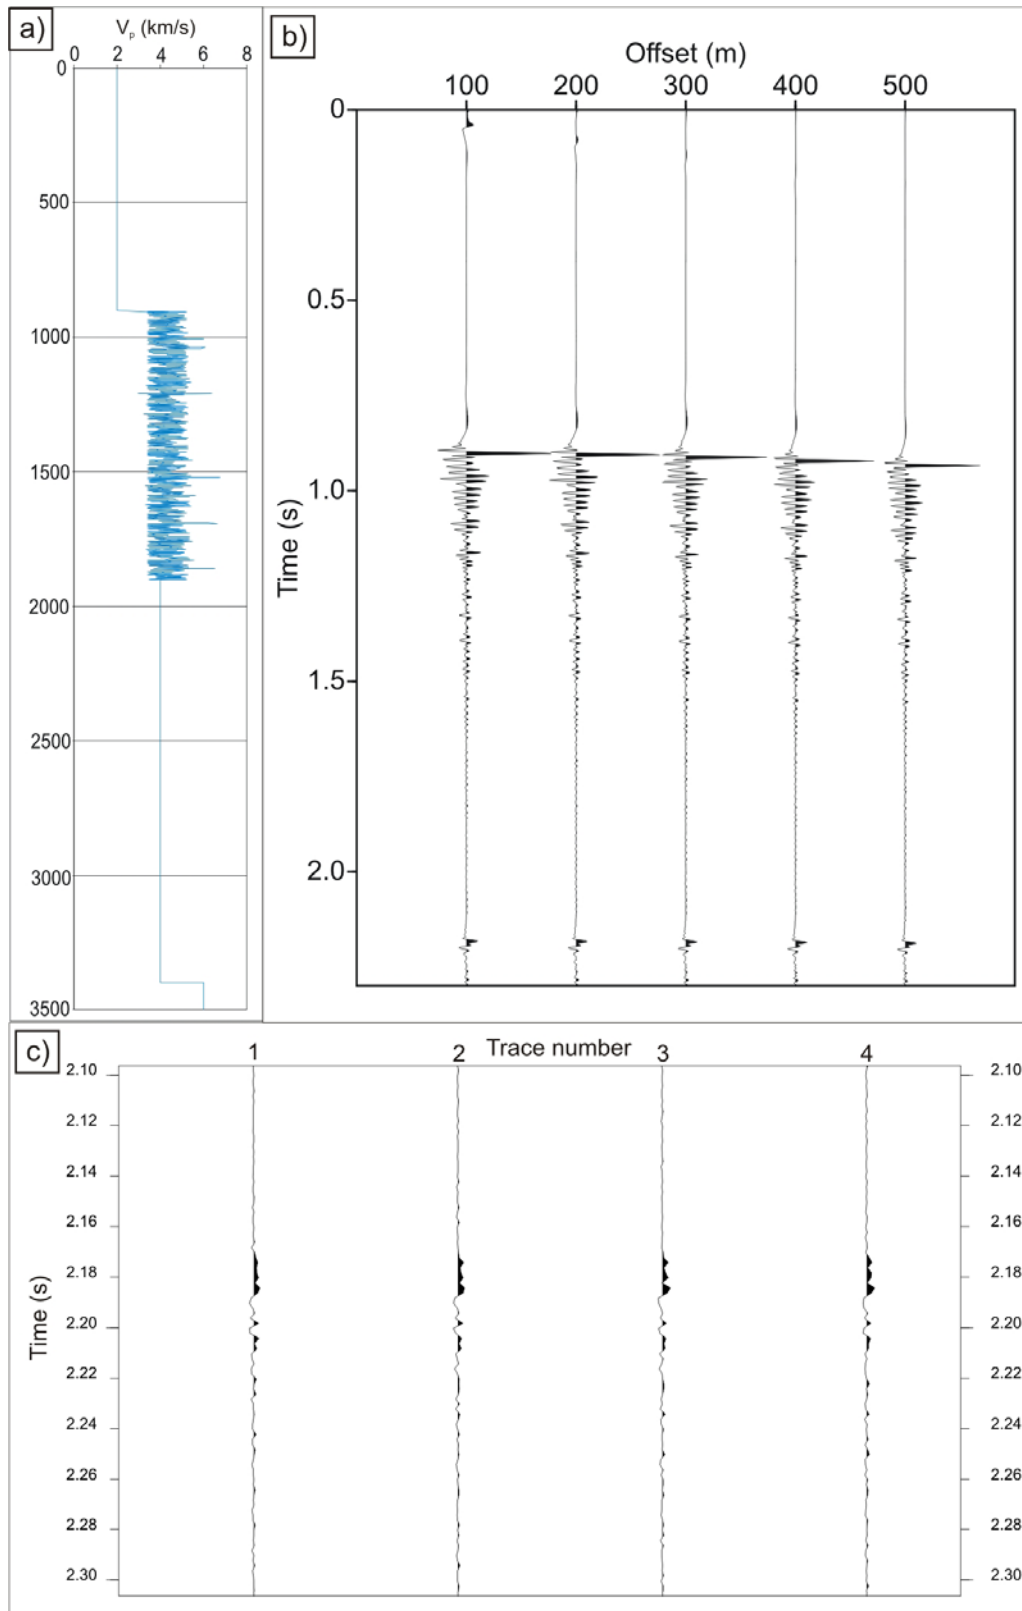 a)
V_p (km/s)
0 2 4 6 8
0
500
1000
1500
2000
2500
3000
3500
b)
Offset (m)
100 200 300 400 500
0
0.5
1.0
1.5
2.0
Time (s)
c)
Trace number
1 2 3 4
2.10 2.10
2.12 2.12
2.14 2.14
2.16 2.16
2.18 2.18
2.20 2.20
2.22 2.22
2.24 2.24
2.26 2.26
2.28 2.28
2.30 2.30
Time (s)